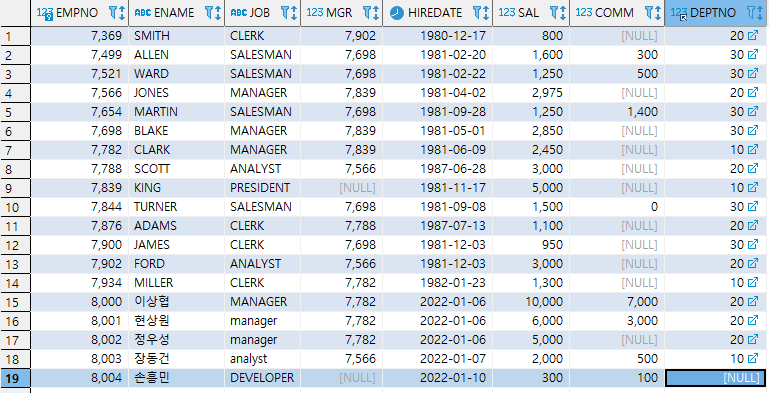 123 EMPNO ABC ENAME ABC JOB 123 MGR HIREDATE 123 SAL 123 COMM 123 DEPTNO
1 7,369 SMITH CLERK 7,902 1980-12-17 800 [NULL] 20
2 7,499 ALLEN SALESMAN 7,698 1981-02-20 1,600 300 30
3 7,521 WARD SALESMAN 7,698 1981-02-22 1,250 500 30
4 7,566 JONES MANAGER 7,839 1981-04-02 2,975 [NULL] 20
5 7,654 MARTIN SALESMAN 7,698 1981-09-28 1,250 1,400 30
6 7,698 BLAKE MANAGER 7,839 1981-05-01 2,850 [NULL] 30
7 7,782 CLARK MANAGER 7,839 1981-06-09 2,450 [NULL] 10
8 7,788 SCOTT ANALYST 7,566 1987-06-28 3,000 [NULL] 20
9 7,839 KING PRESIDENT [NULL] 1981-11-17 5,000 [NULL] 10
10 7,844 TURNER SALESMAN 7,698 1981-09-08 1,500 0 30
11 7,876 ADAMS CLERK 7,788 1987-07-13 1,100 [NULL] 20
12 7,900 JAMES CLERK 7,698 1981-12-03 950 [NULL] 30
13 7,902 FORD ANALYST 7,566 1981-12-03 3,000 [NULL] 20
14 7,934 MILLER CLERK 7,782 1982-01-23 1,300 [NULL] 10
15 8,000 이상협 MANAGER 7,782 2022-01-06 10,000 7,000 20
16 8,001 현상원 manager 7,782 2022-01-06 6,000 3,000 20
17 8,002 정우성 manager 7,782 2022-01-06 5,000 [NULL] 20
18 8,003 장동건 analyst 7,566 2022-01-07 2,000 500 10
19 8,004 손흥민 DEVELOPER [NULL] 2022-01-10 300 100 [NULL]